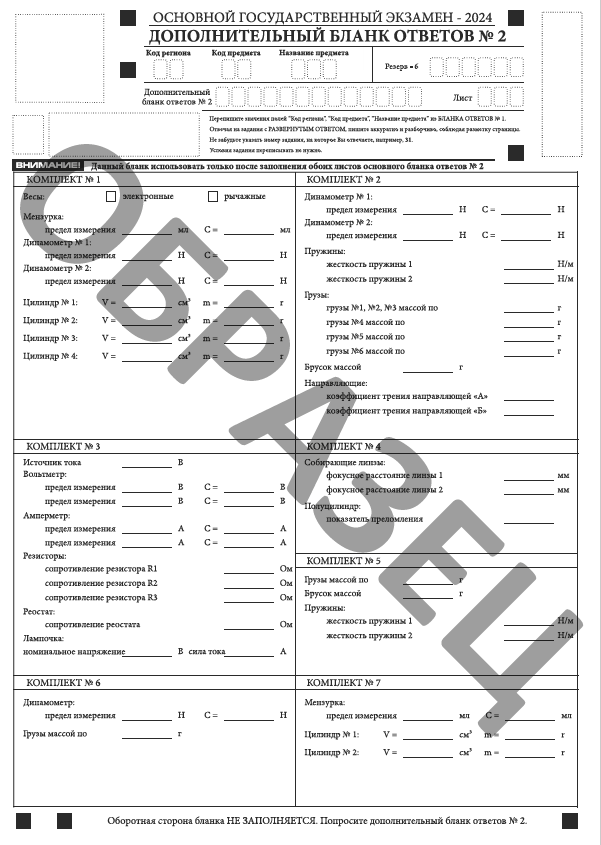 ОСНОВНОЙ ГОСУДАРСТВЕННЫЙ ЭКЗАМЕН - 2024
ДОПОЛНИТЕЛЬНЫЙ БЛАНК ОТВЕТОВ № 2
Код региона Код предмета Название предмета
Резерв - 6
Дополнительный
бланк ответов № 2 Лист
Перепишите значения полей "Код региона", "Код предмета", "Название предмета" из БЛАНКА ОТВЕТОВ № 1.
Отвечая на задания с РАЗВЕРНУТЫМ ОТВЕТОМ, пишите аккуратно и разборчиво, соблюдая разметку страницы.
Не забудьте указать номер задания, на которое Вы отвечаете, например, 31.
Условия задания переписывать не нужно.
ВНИМАНИЕ! Данный бланк использовать только после заполнения обоих листов основного бланка ответов № 2
КОМПЛЕКТ № 1
Весы: электронные рычажные
Мензурка:
предел измерения мл С = мл
Динамометр № 1:
предел измерения Н С = Н
Динамометр № 2:
предел измерения Н С = Н
Цилиндр № 1: V = см³ m = г
Цилиндр № 2: V = см³ m = г
Цилиндр № 3: V = см³ m = г
Цилиндр № 4: V = см³ m = г
КОМПЛЕКТ № 2
Динамометр № 1:
предел измерения Н С = Н
Динамометр № 2:
предел измерения Н С = Н
Пружины:
жесткость пружины 1 Н/м
жесткость пружины 2 Н/м
Грузы:
грузы №1, №2, №3 массой по г
грузы №4 массой по г
грузы №5 массой по г
грузы №6 массой по г
Брусок массой г
Направляющие:
коэффициент трения направляющей «А»
коэффициент трения направляющей «Б»
КОМПЛЕКТ № 3
Источник тока В
Вольтметр:
предел измерения В С = В
предел измерения В С = В
Амперметр:
предел измерения А С = А
предел измерения А С = А
Резисторы:
сопротивление резистора R1 Ом
сопротивление резистора R2 Ом
сопротивление резистора R3 Ом
Реостат:
сопротивление реостата Ом
Лампочка:
номинальное напряжение В сила тока А
КОМПЛЕКТ № 4
Собирающие линзы:
фокусное расстояние линзы 1 мм
фокусное расстояние линзы 2 мм
Полуцилиндр:
показатель преломления
КОМПЛЕКТ № 5
Грузы массой по г
Брусок массой г
Пружины:
жесткость пружины 1 Н/м
жесткость пружины 2 Н/м
КОМПЛЕКТ № 6
Динамометр:
предел измерения Н С = Н
Грузы массой по г
КОМПЛЕКТ № 7
Мензурка:
предел измерения мл С = мл
Цилиндр № 1: V = см³ m = г
Цилиндр № 2: V = см³ m = г
ОБРАЗЕЦ
Оборотная сторона бланка НЕ ЗАПОЛНЯЕТСЯ. Попросите дополнительный бланк ответов № 2.